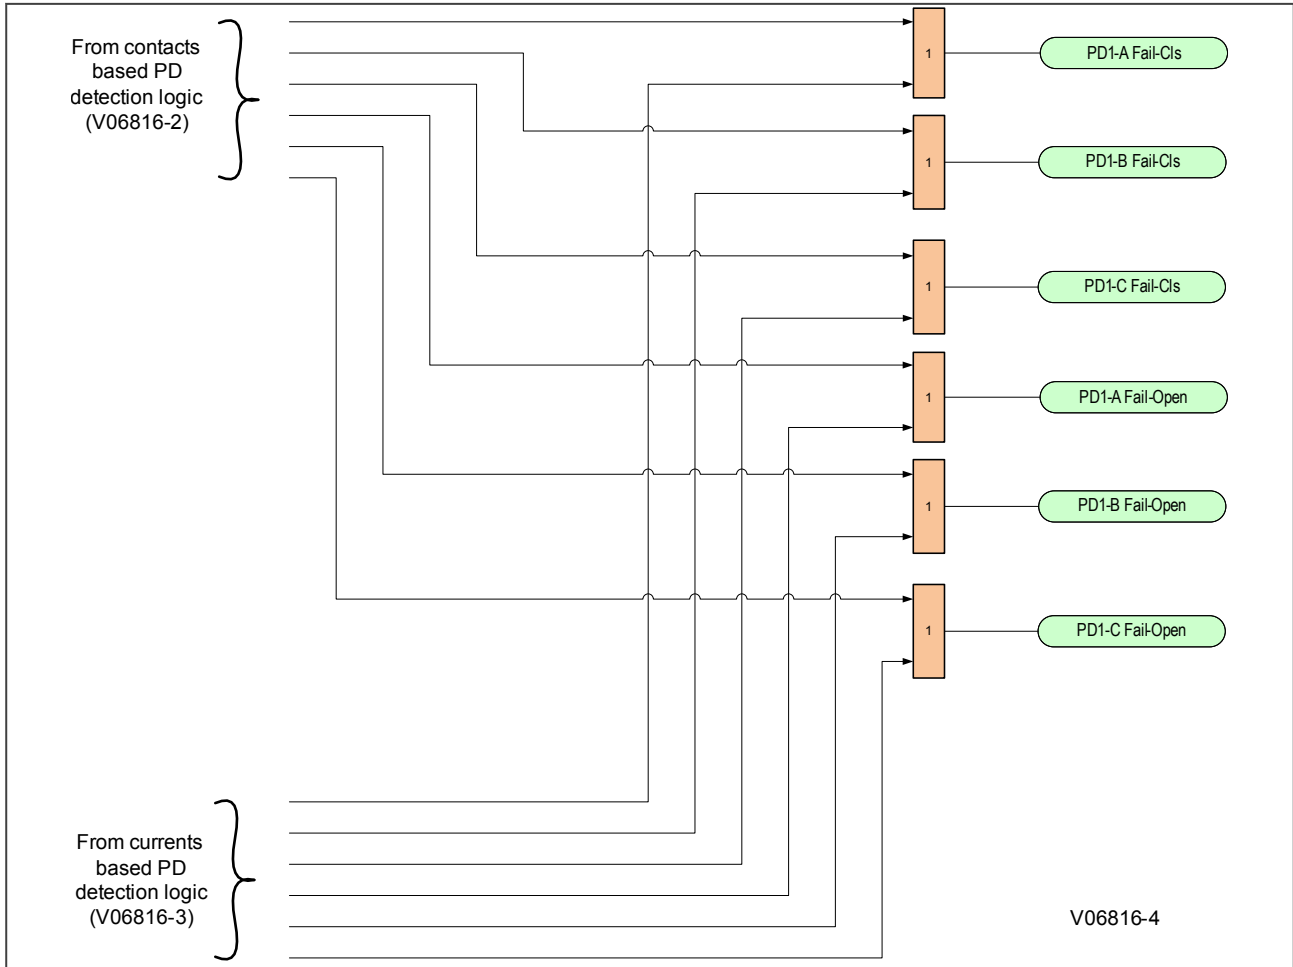 From contacts
based PD
detection logic
(V06816-2)
1
PD1-A Fail-Cls
1
PD1-B Fail-Cls
1
PD1-C Fail-Cls
1
PD1-A Fail-Open
1
PD1-B Fail-Open
1
PD1-C Fail-Open
From currents
based PD
detection logic
(V06816-3)
V06816-4